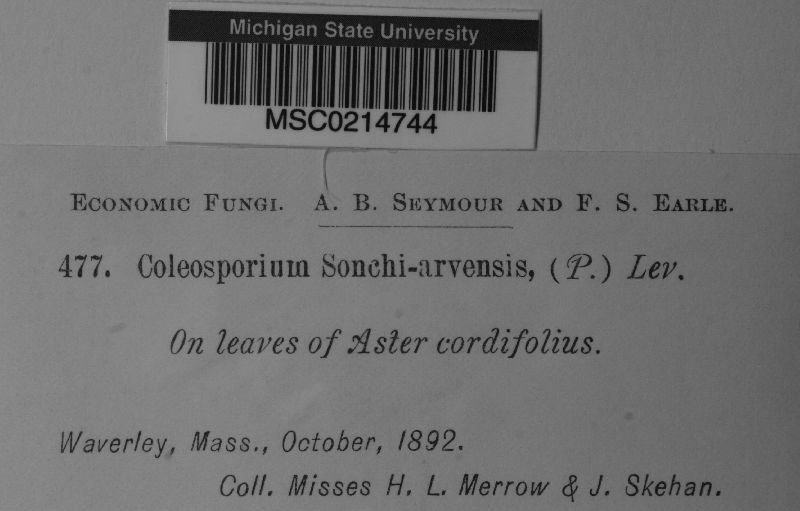 Michigan State University
MSC0214744
Economic Fungi. A. B. Seymour and F. S. Earle.
477. Coleosporium Sonchi-arvensis, (P.) Lev.
On leaves of Aster cordifolius.
Waverley, Mass., October, 1892.
Coll. Misses H. L. Merrow & J. Skehan.